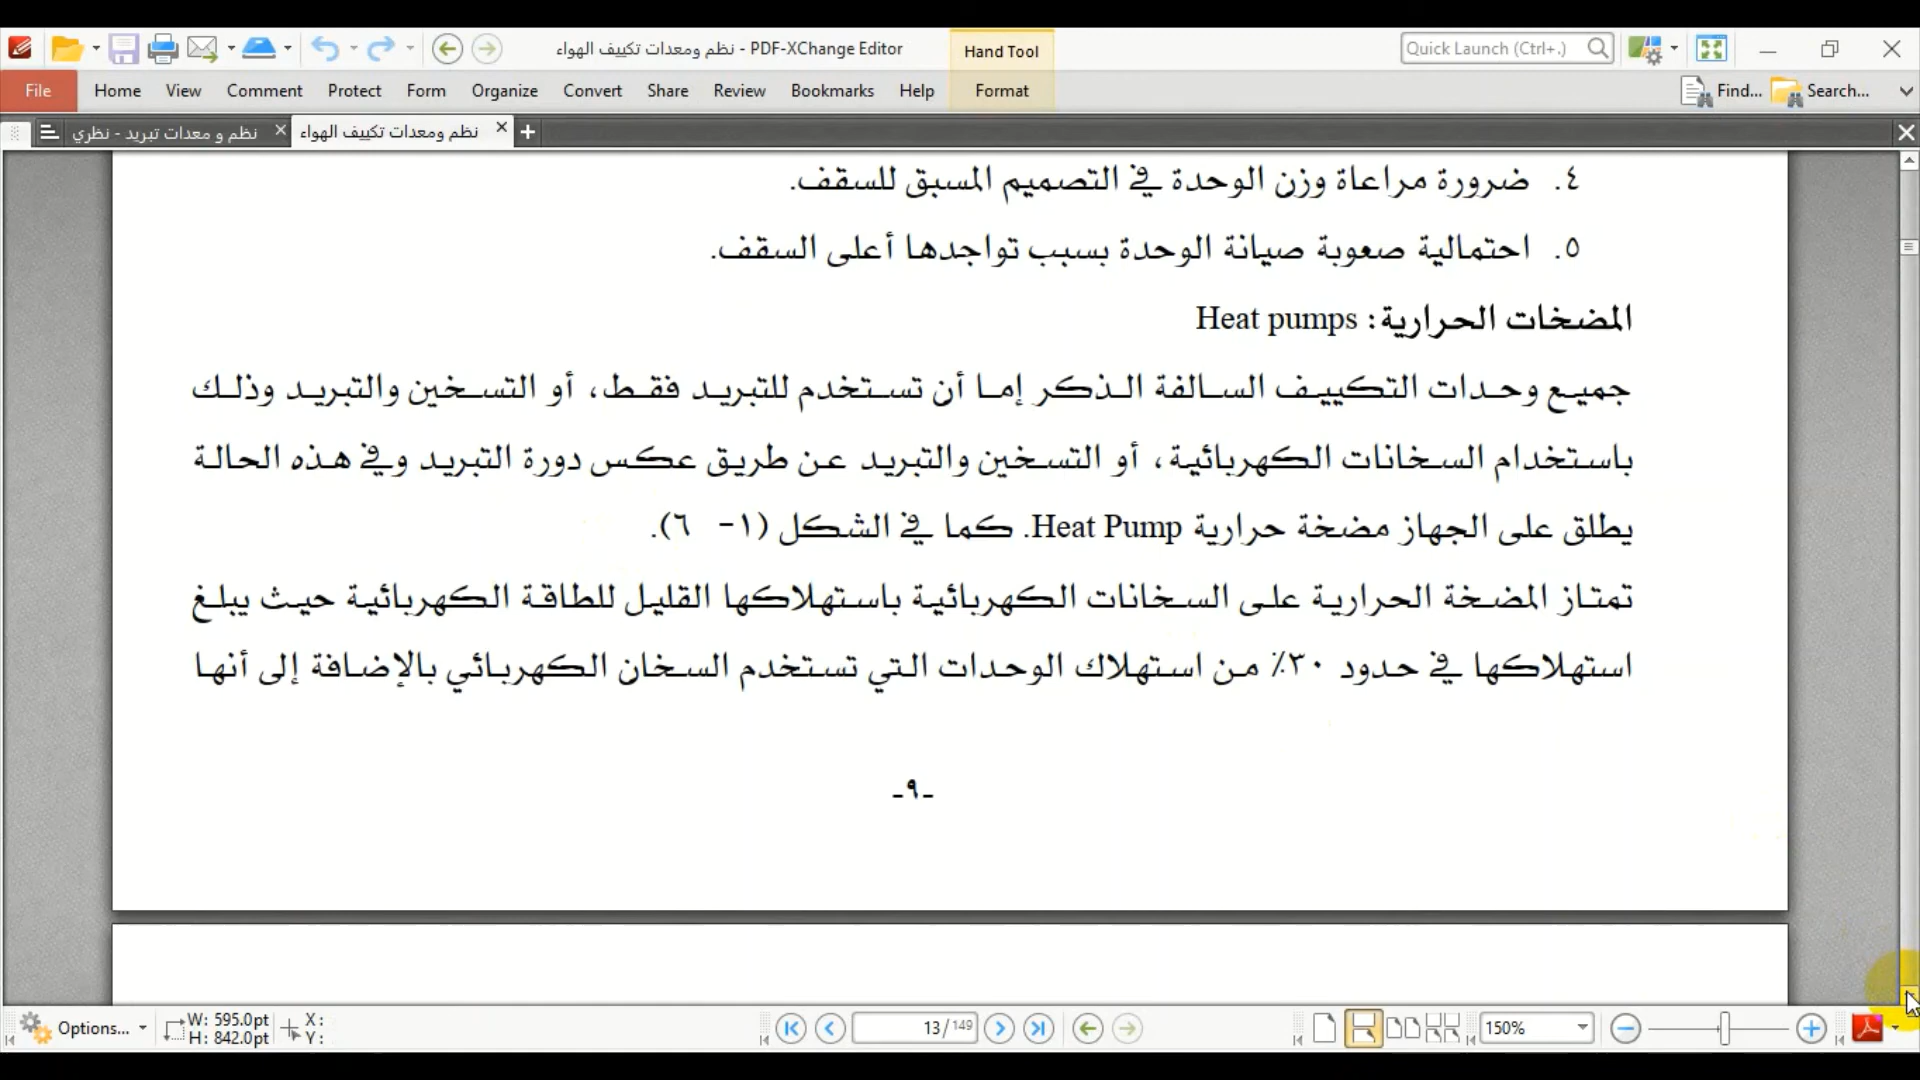 نظم ومعدات تكييف الهواء - PDF-XChange Editor
Hand Tool
Quick Launch (Ctrl+.)
File Home View Comment Protect Form Organize Convert Share Review Bookmarks Help Format
Find... Search...
نظم و معدات تبريد - نظري
نظم ومعدات تكييف الهواء
٤. ضرورة مراعاة وزن الوحدة في التصميم المسبق للسقف.
٥. احتمالية صعوبة صيانة الوحدة بسبب تواجدها أعلى السقف.
المضخات الحرارية: Heat pumps
جميع وحدات التكييف السالفة الذكر إما أن تستخدم للتبريد فقط، أو التسخين والتبريد وذلك
باستخدام السخانات الكهربائية، أو التسخين والتبريد عن طريق عكس دورة التبريد وفي هذه الحالة
يطلق على الجهاز مضخة حرارية Heat Pump. كما في الشكل (١- ٦).
تمتاز المضخة الحرارية على السخانات الكهربائية باستهلاكها القليل للطاقة الكهربائية حيث يبلغ
استهلاكها في حدود ٣٠٪ من استهلاك الوحدات التي تستخدم السخان الكهربائي بالإضافة إلى أنها
-٩-
Options...
W: 595.0pt
H: 842.0pt
X:
Y:
13 / 149
150%